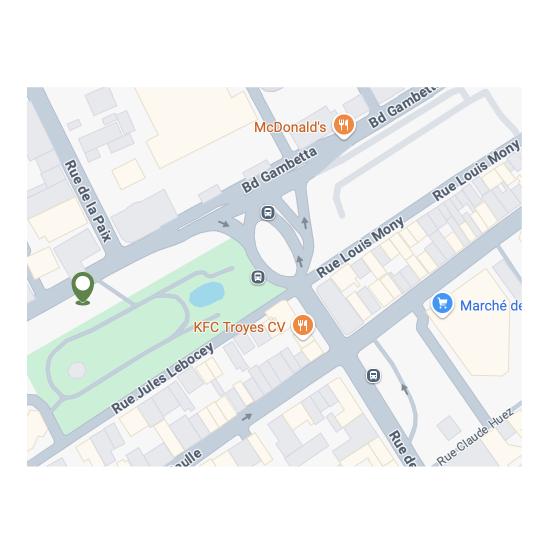 Bd Gambetta
McDonald's
Rue Louis Mony
Bd Gambetta
Rue de la Paix
Rue Louis Mony
Marché de
KFC Troyes CV
Rue Jules Lebocey
Rue Claude Huez
Rue de
aulle